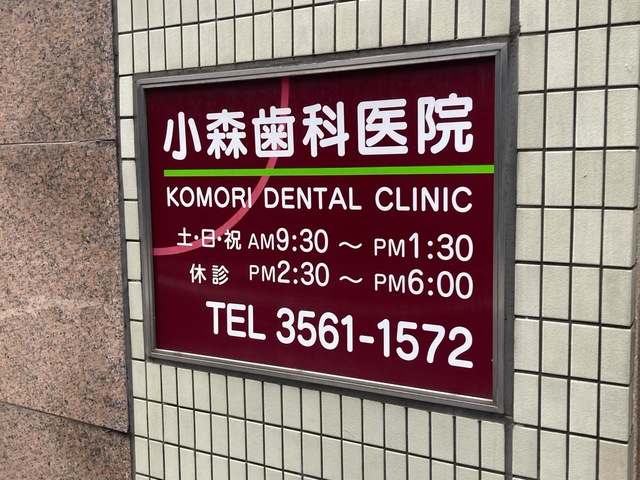 小森歯科医院
KOMORI DENTAL CLINIC
土・日・祝 AM9:30 〜 PM1:30
休診 PM2:30 〜 PM6:00
TEL 3561-1572